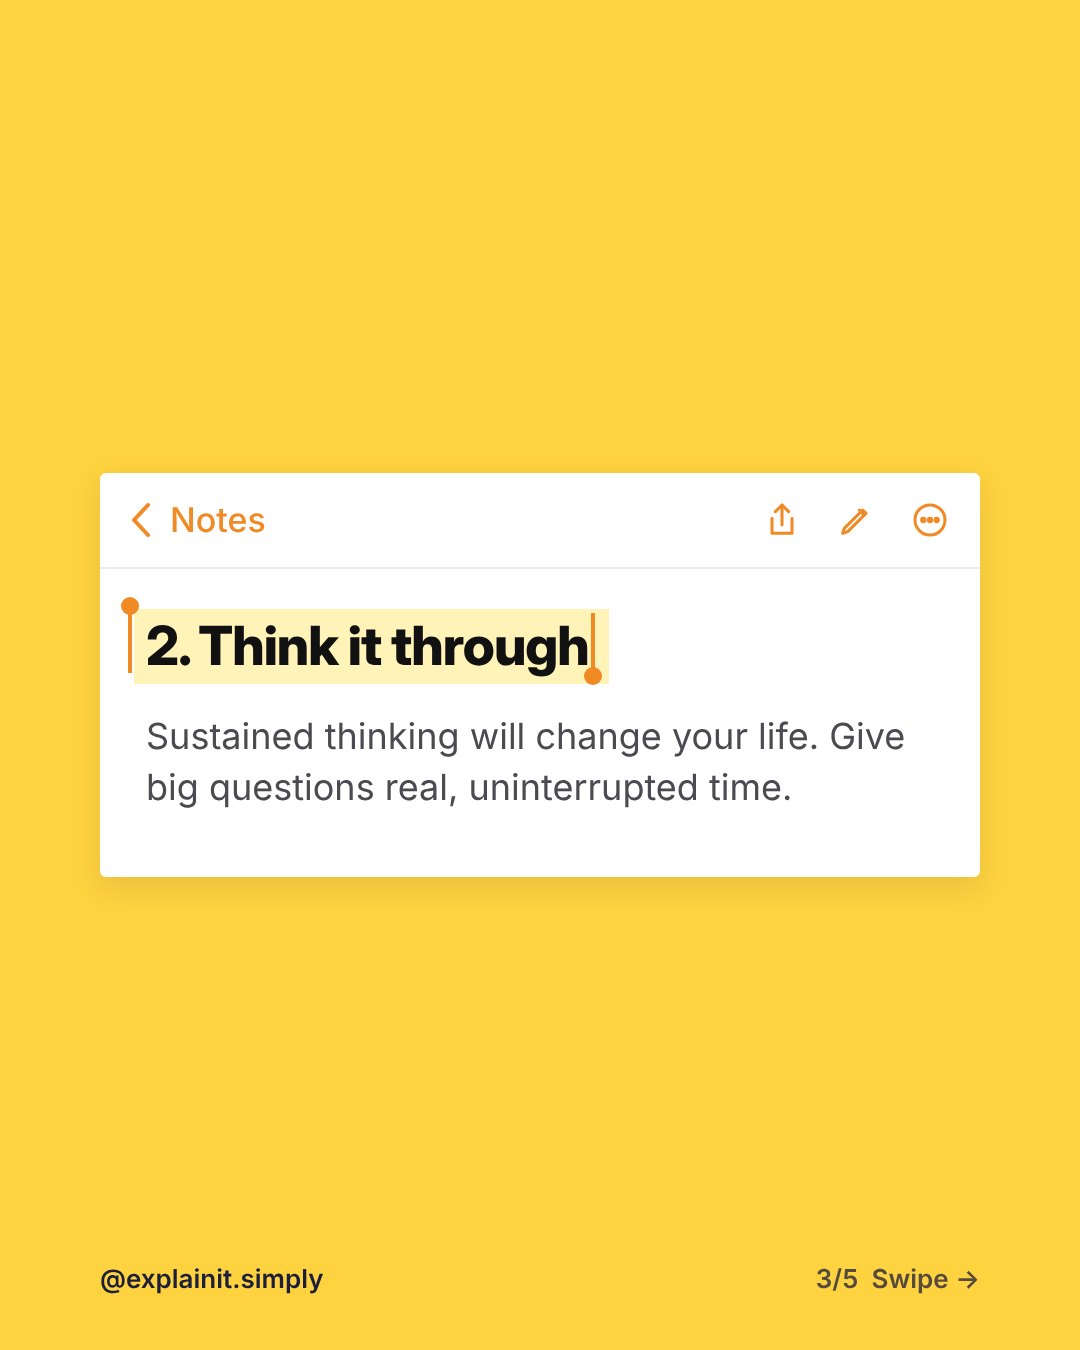 Notes
2. Think it through
Sustained thinking will change your life. Give
big questions real, uninterrupted time.
@explainit.simply
3/5 Swipe →